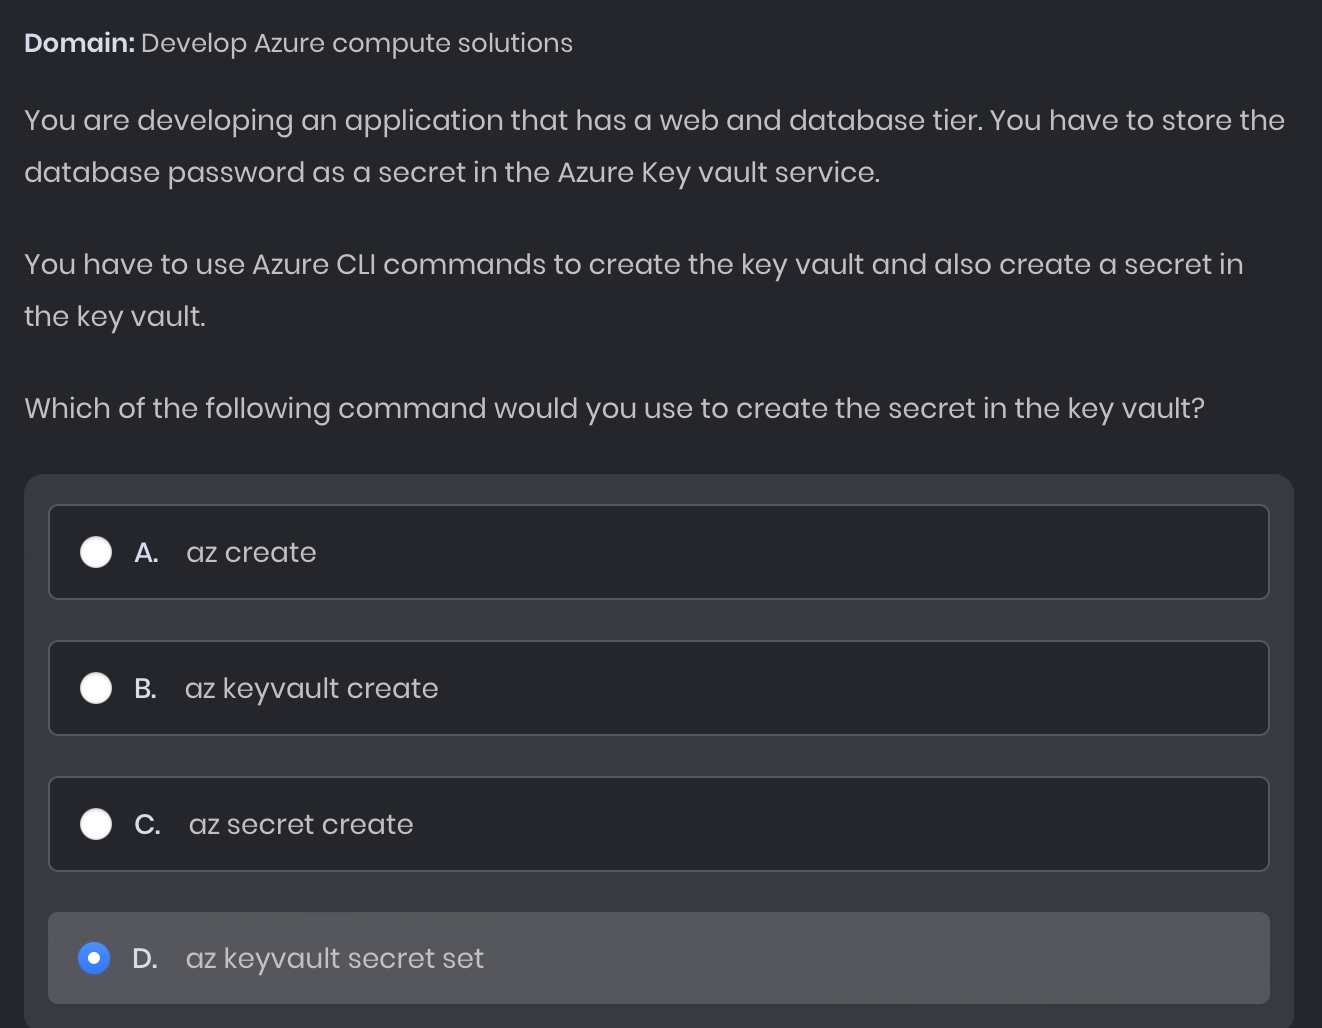 Domain: Develop Azure compute solutions
You are developing an application that has a web and database tier. You have to store the
database password as a secret in the Azure Key vault service.
You have to use Azure CLI commands to create the key vault and also create a secret in
the key vault.
Which of the following command would you use to create the secret in the key vault?
A. az create
B. az keyvault create
C. az secret create
D. az keyvault secret set